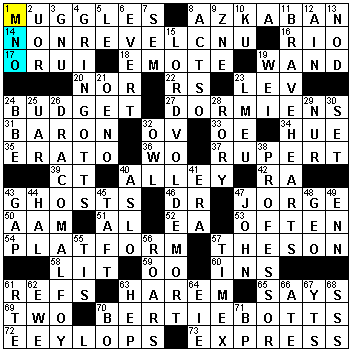 1 2 3 4 5 6 7 8 9 10 11 12 13
M U G G L E S A Z K A B A N
14 15 16
N O N R E V E L C N U R I O
17 18 19
O R U I E M O T E W A N D
20 21 22 23
N O R R S L E V
24 25 26 27 28 29 30
B U D G E T D O R M I E N S
31 32 33 34
B A R O N O V O E H U E
35 36 37 38
E R A T O W O R U P E R T
39 40 41 42
C T A L L E Y R A
43 44 45 46 47 48 49
G H O S T S D R J O R G E
50 51 52 53
A A M A L E A O F T E N
54 55 56 57
P L A T F O R M T H E S O N
58 59 60
L I T O O I N S
61 62 63 64 65 66 67 68
R E F S H A R E M S A Y S
69 70 71
T W O B E R T I E B O T T S
72 73
E E Y L O P S E X P R E S S